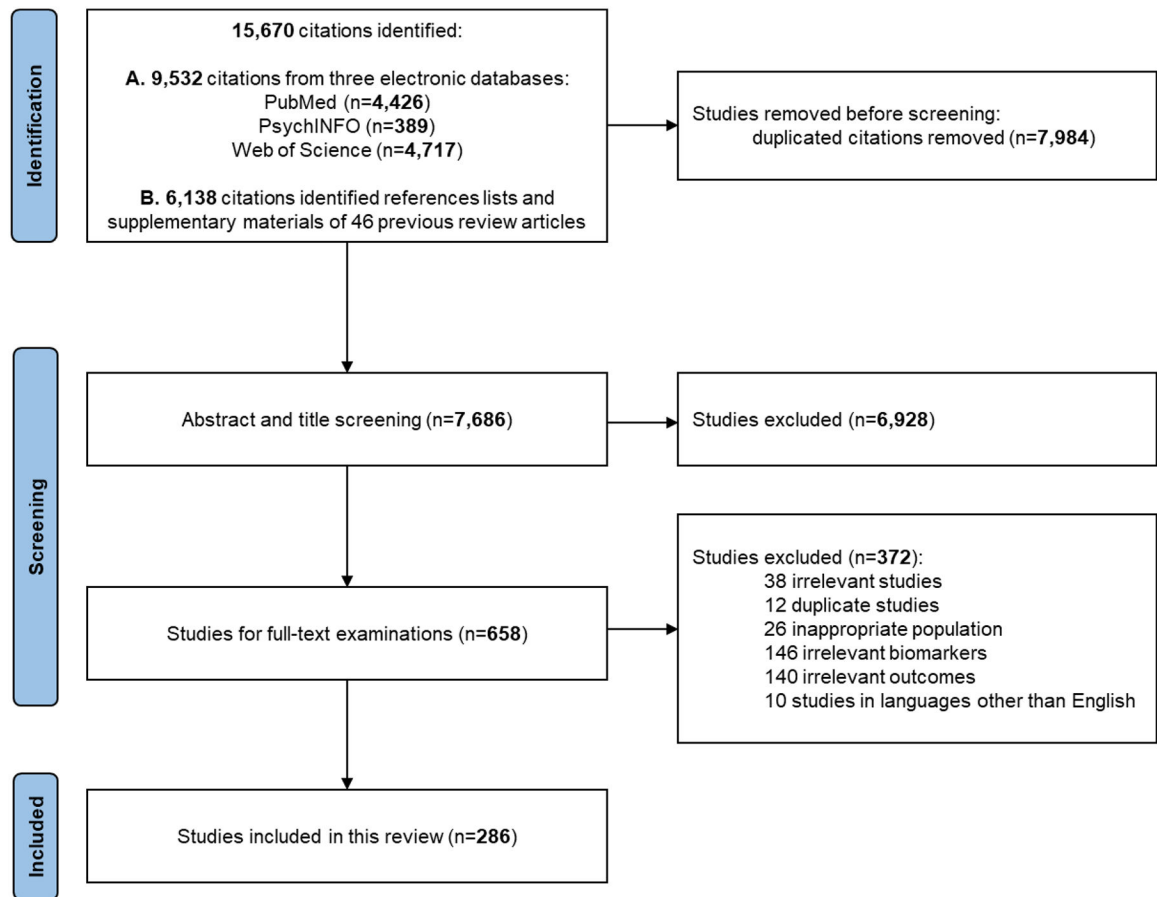 Identification
15,670 citations identified:
A. 9,532 citations from three electronic databases:
PubMed (n=4,426)
PsychINFO (n=389)
Web of Science (n=4,717)
B. 6,138 citations identified references lists and
supplementary materials of 46 previous review articles
Studies removed before screening:
duplicated citations removed (n=7,984)
Screening
Abstract and title screening (n=7,686)
Studies excluded (n=6,928)
Studies for full-text examinations (n=658)
Studies excluded (n=372):
38 irrelevant studies
12 duplicate studies
26 inappropriate population
146 irrelevant biomarkers
140 irrelevant outcomes
10 studies in languages other than English
Included
Studies included in this review (n=286)